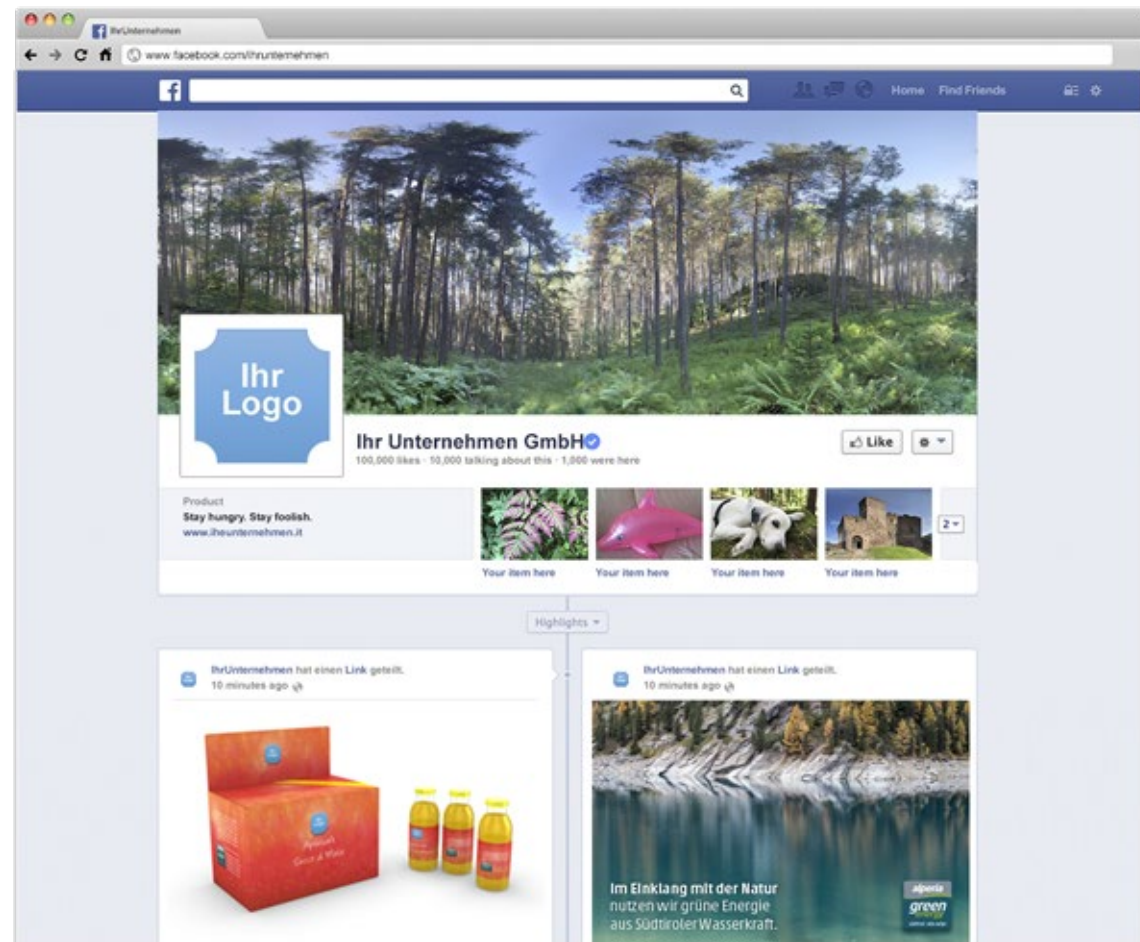 IhrUnternehmen
www.facebook.com/ihrunternehmen
f
Home Find Friends
Ihr
Logo
Ihr Unternehmen GmbH
100,000 likes · 10,000 talking about this · 1,000 were here
Like
Product
Stay hungry. Stay foolish.
www.iheunternehmen.it
2
Your item here
Your item here
Your item here
Your item here
Highlights
IhrUnternehmen hat einen Link geteilt.
10 minutes ago
IhrUnternehmen hat einen Link geteilt.
10 minutes ago
Im Einklang mit der Natur
nutzen wir grüne Energie
aus Südtiroler Wasserkraft.
alperia
green
energy